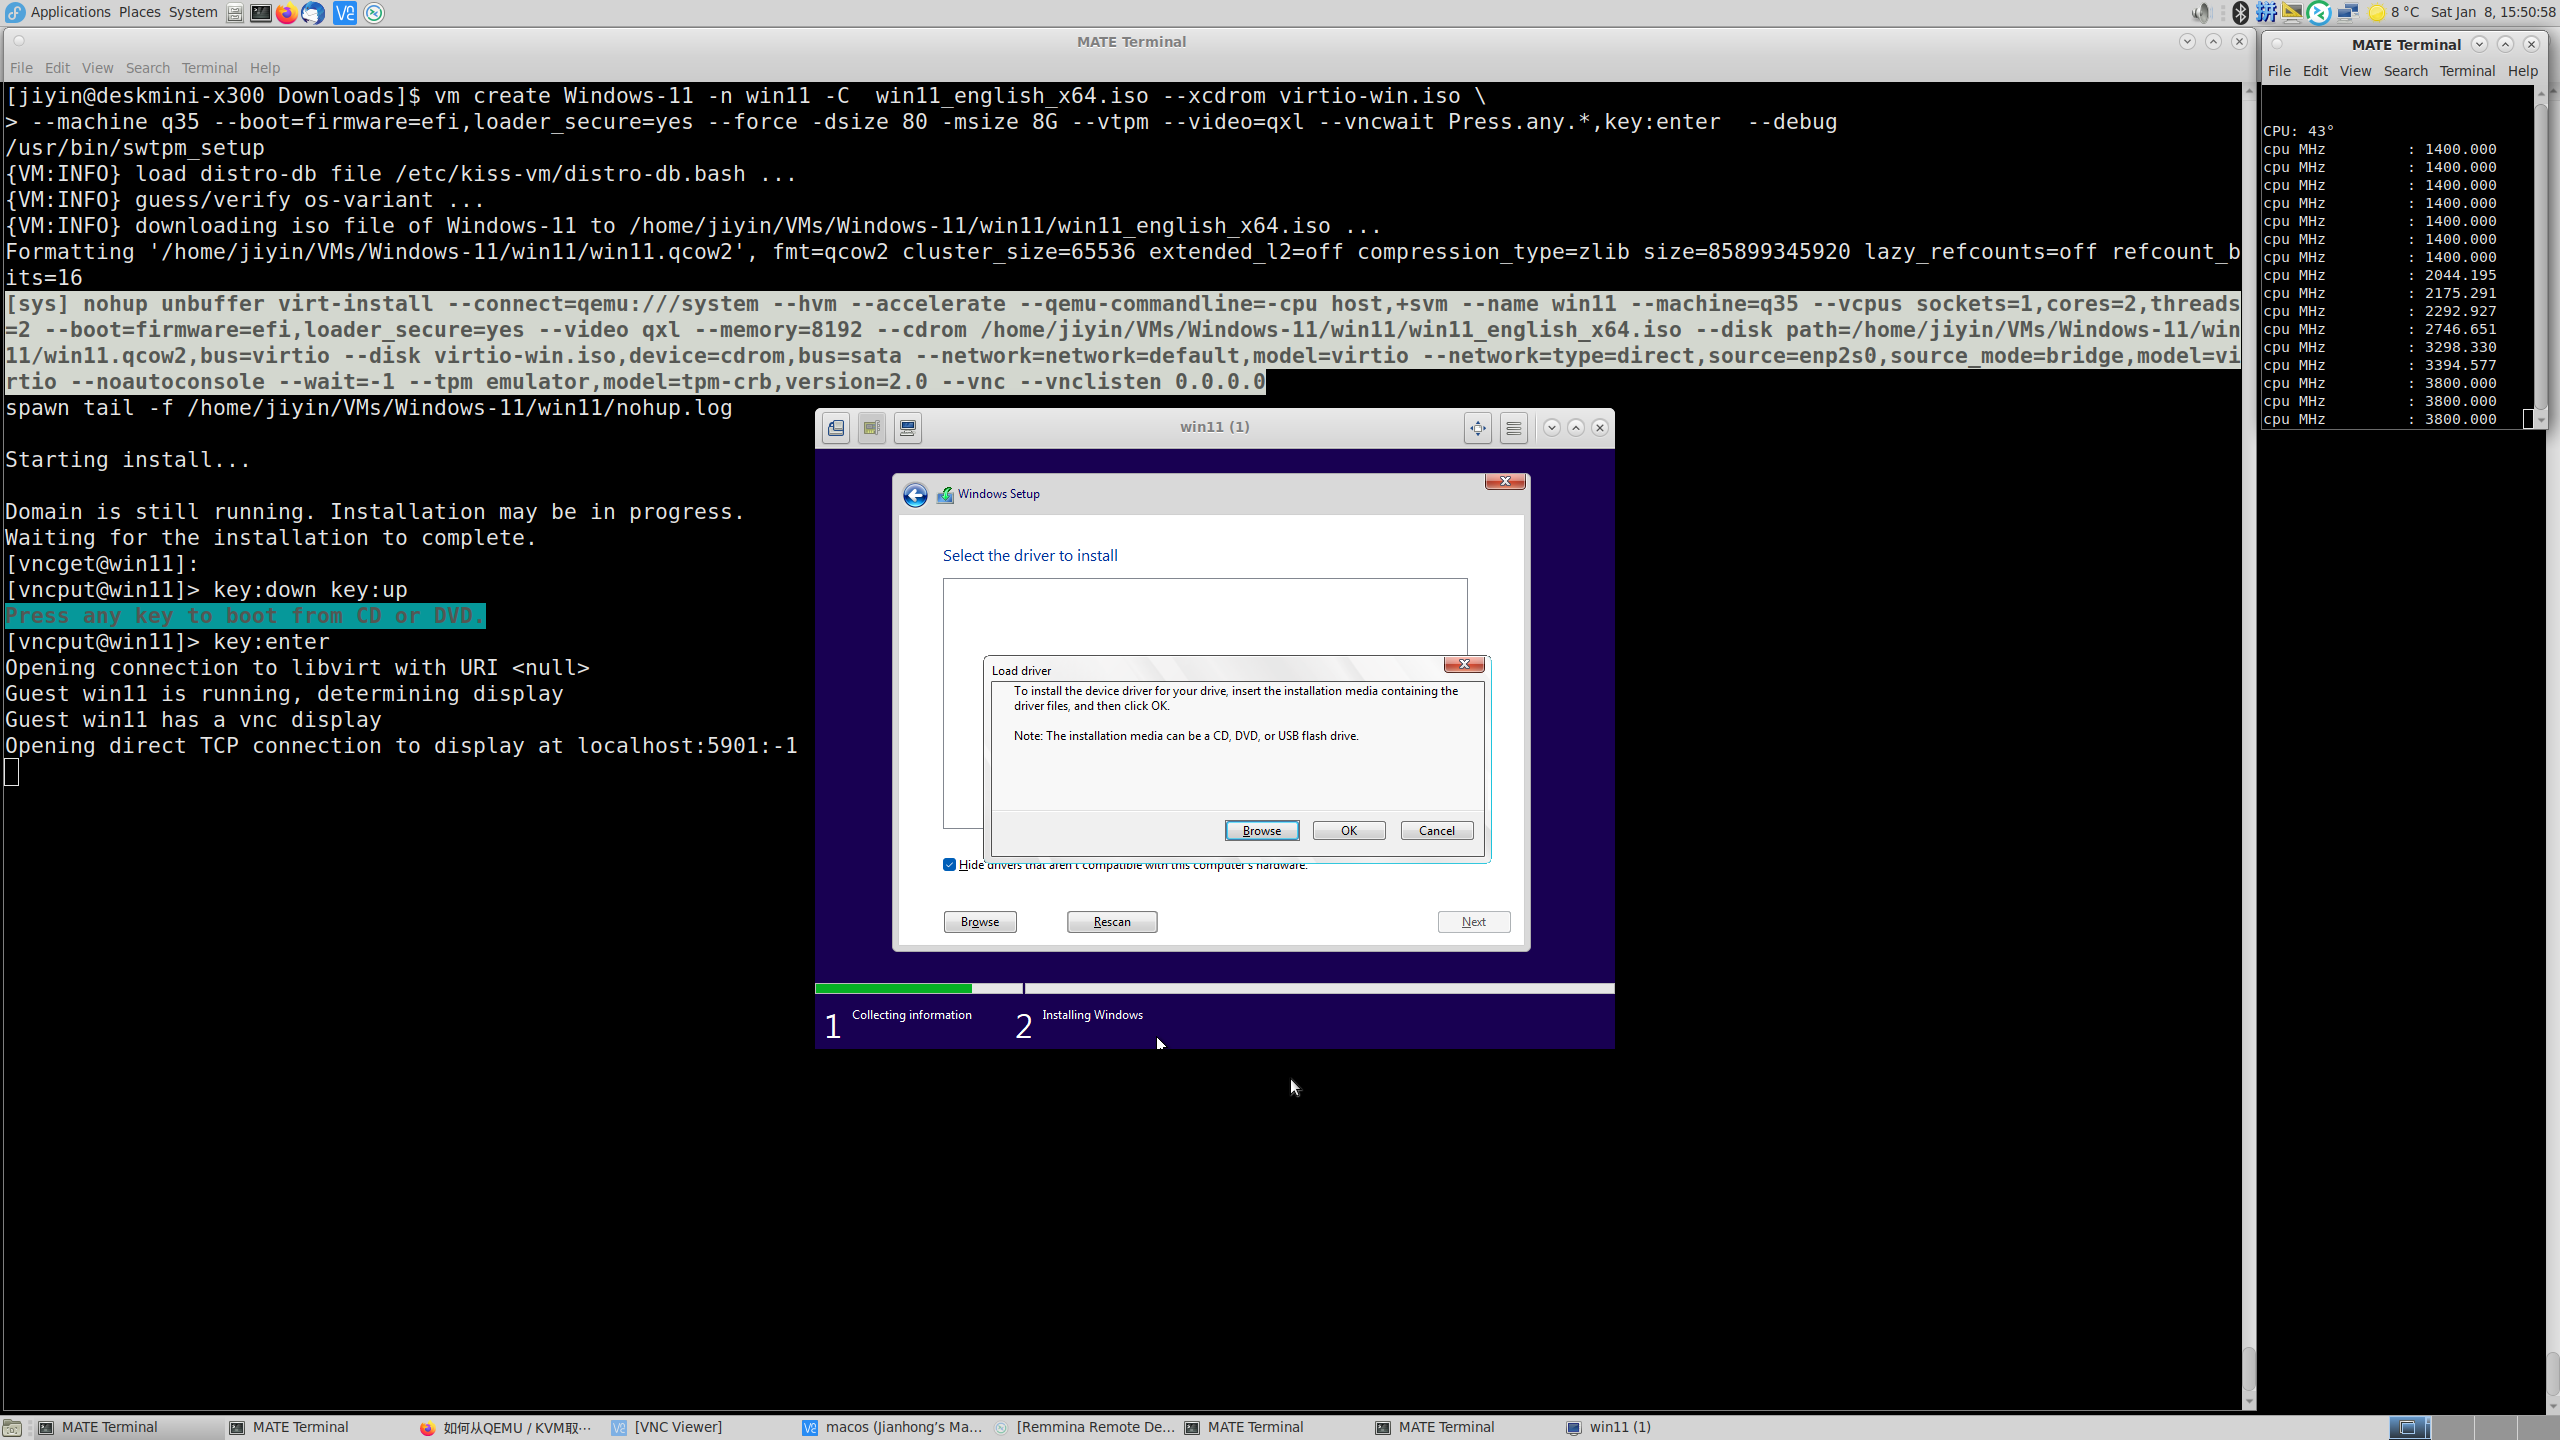 Applications Places System
8 °C Sat Jan 8, 15:50:58
MATE Terminal
File Edit View Search Terminal Help
[jiyin@deskmini-x300 Downloads]$ vm create Windows-11 -n win11 -C  win11_english_x64.iso --xcdrom virtio-win.iso \
> --machine q35 --boot=firmware=efi,loader_secure=yes --force -dsize 80 -msize 8G --vtpm --video=qxl --vncwait Press.any.*,key:enter  --debug
/usr/bin/swtpm_setup
{VM:INFO} load distro-db file /etc/kiss-vm/distro-db.bash ...
{VM:INFO} guess/verify os-variant ...
{VM:INFO} downloading iso file of Windows-11 to /home/jiyin/VMs/Windows-11/win11/win11_english_x64.iso ...
Formatting '/home/jiyin/VMs/Windows-11/win11/win11.qcow2', fmt=qcow2 cluster_size=65536 extended_l2=off compression_type=zlib size=85899345920 lazy_refcounts=off refcount_b
its=16
[sys] nohup unbuffer virt-install --connect=qemu:///system --hvm --accelerate --qemu-commandline=-cpu host,+svm --name win11 --machine=q35 --vcpus sockets=1,cores=2,threads
=2 --boot=firmware=efi,loader_secure=yes --video qxl --memory=8192 --cdrom /home/jiyin/VMs/Windows-11/win11/win11_english_x64.iso --disk path=/home/jiyin/VMs/Windows-11/win
11/win11.qcow2,bus=virtio --disk virtio-win.iso,device=cdrom,bus=sata --network=network=default,model=virtio --network=type=direct,source=enp2s0,source_mode=bridge,model=vi
rtio --noautoconsole --wait=-1 --tpm emulator,model=tpm-crb,version=2.0 --vnc --vnclisten 0.0.0.0
spawn tail -f /home/jiyin/VMs/Windows-11/win11/nohup.log
Starting install...
Domain is still running. Installation may be in progress.
Waiting for the installation to complete.
[vncget@win11]:
[vncput@win11]> key:down key:up
Press any key to boot from CD or DVD.
[vncput@win11]> key:enter
Opening connection to libvirt with URI <null>
Guest win11 is running, determining display
Guest win11 has a vnc display
Opening direct TCP connection to display at localhost:5901:-1
win11 (1)
Windows Setup
Select the driver to install
Load driver
To install the device driver for your drive, insert the installation media containing the
driver files, and then click OK.
Note: The installation media can be a CD, DVD, or USB flash drive.
Browse OK Cancel
Hide drivers that aren't compatible with this computer's hardware.
Browse Rescan Next
1 Collecting information 2 Installing Windows
MATE Terminal
File Edit View Search Terminal Help
CPU: 43°
cpu MHz : 1400.000
cpu MHz : 1400.000
cpu MHz : 1400.000
cpu MHz : 1400.000
cpu MHz : 1400.000
cpu MHz : 1400.000
cpu MHz : 1400.000
cpu MHz : 2044.195
cpu MHz : 2175.291
cpu MHz : 2292.927
cpu MHz : 2746.651
cpu MHz : 3298.330
cpu MHz : 3394.577
cpu MHz : 3800.000
cpu MHz : 3800.000
cpu MHz : 3800.000
MATE Terminal
MATE Terminal
如何从QEMU / KVM取···
[VNC Viewer]
macos (Jianhong’s Ma…
[Remmina Remote De…
MATE Terminal
MATE Terminal
win11 (1)